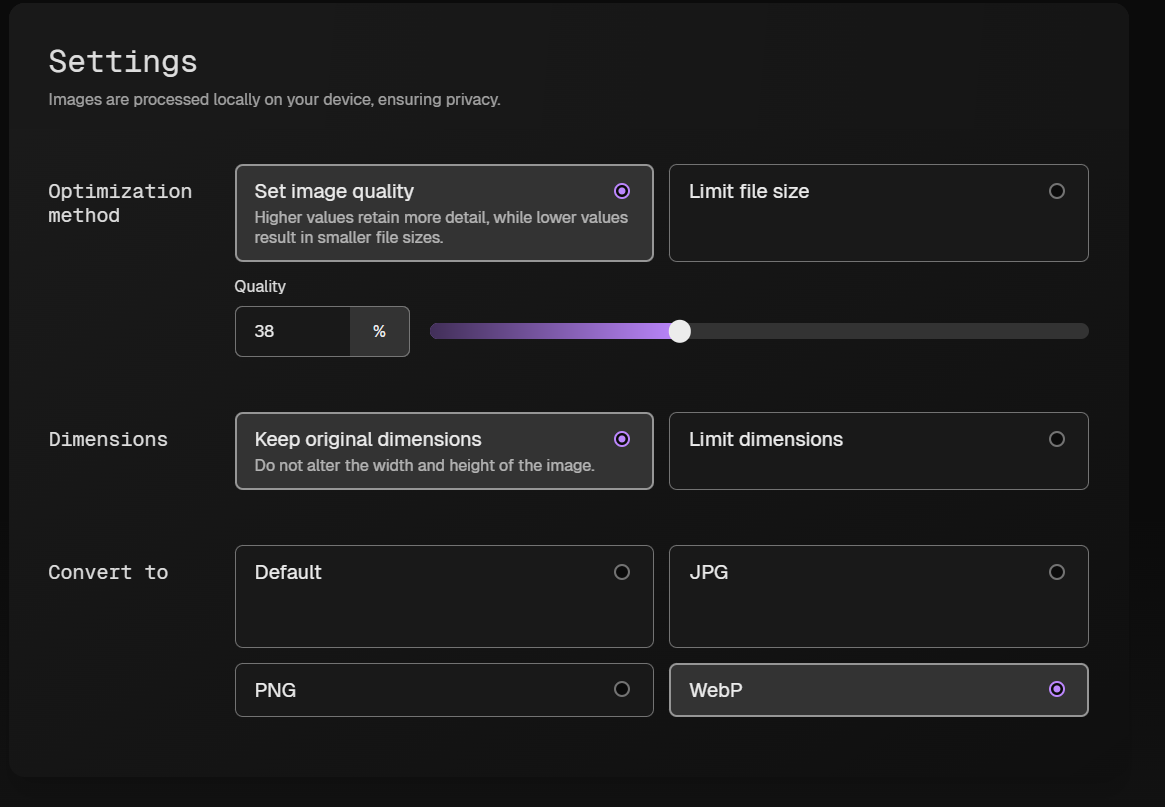 Settings
Images are processed locally on your device, ensuring privacy.
Optimization
method
Set image quality
Higher values retain more detail, while lower values
result in smaller file sizes.
Limit file size
Quality
38
%
Dimensions
Keep original dimensions
Do not alter the width and height of the image.
Limit dimensions
Convert to
Default
JPG
PNG
WebP